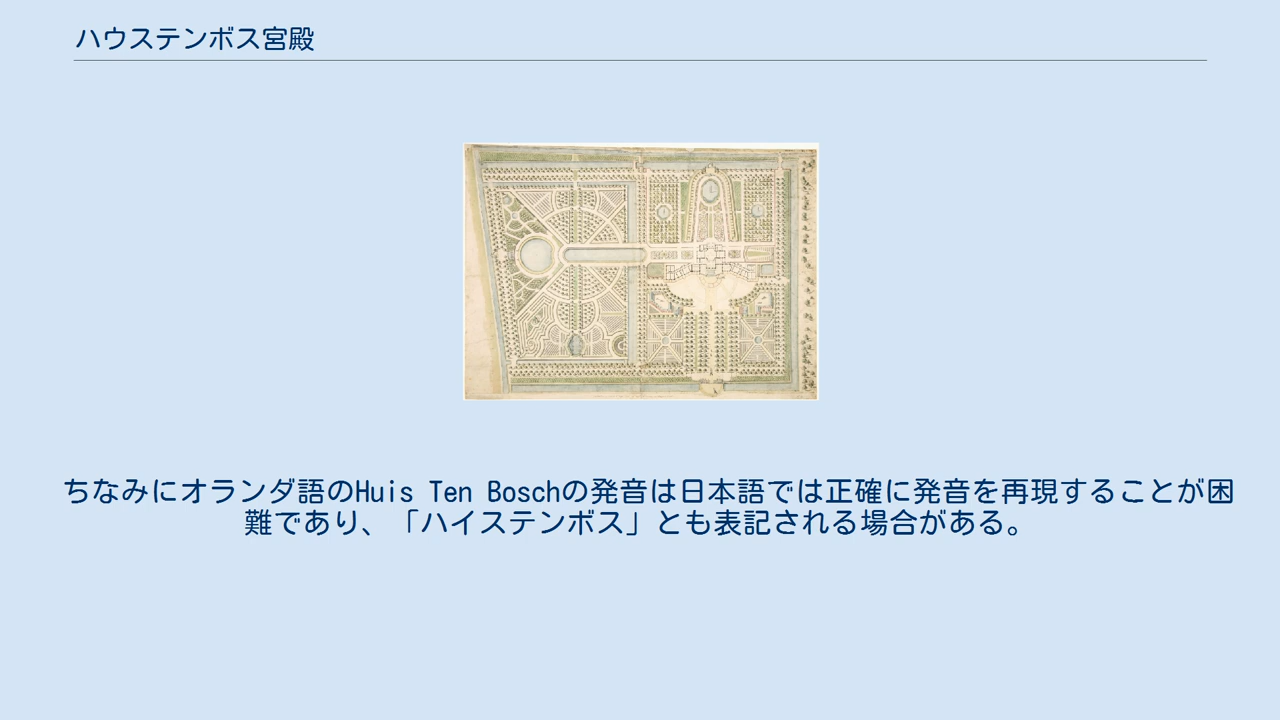 ハウステンボス宮殿
ちなみにオランダ語のHuis Ten Boschの発音は日本語では正確に発音を再現することが困
難であり、「ハイステンボス」とも表記される場合がある。